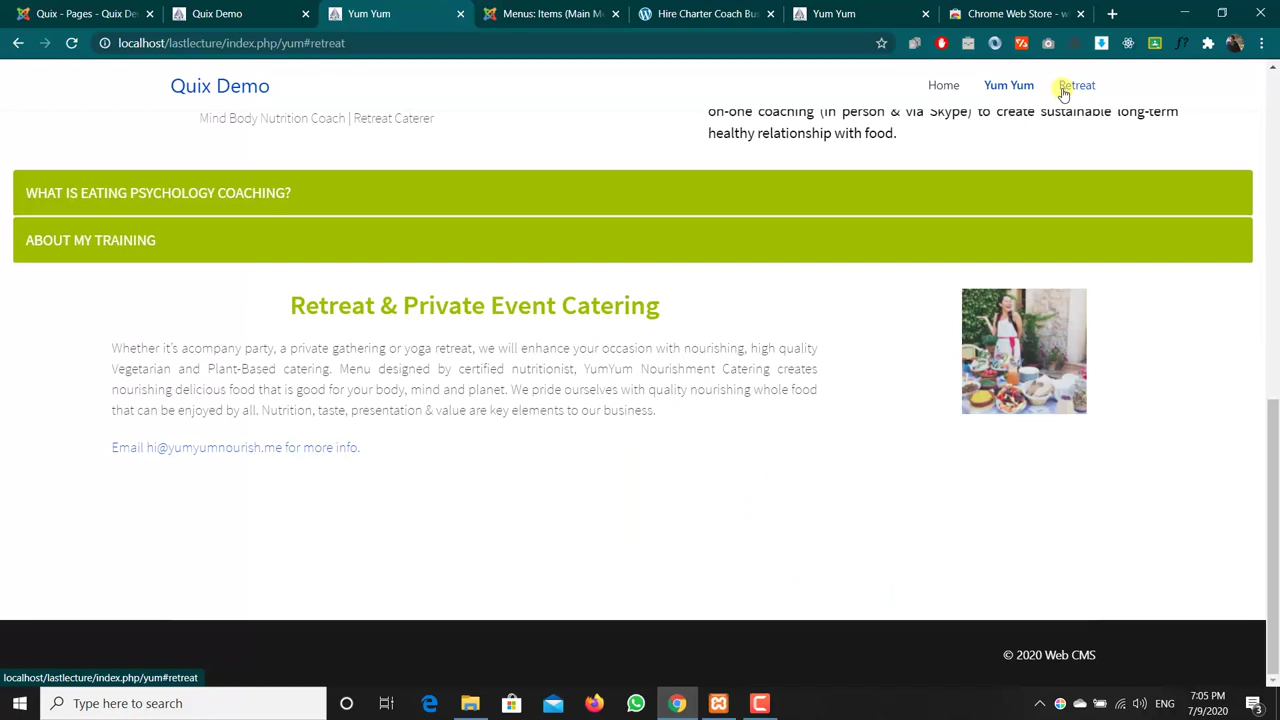 Quix - Pages - Quix Demo
Quix Demo
Yum Yum
Menus: Items (Main M
Hire Charter Coach Bus
Yum Yum
Chrome Web Store - w
localhost/lastlecture/index.php/yum#retreat
Quix Demo
Home
Yum Yum
Retreat
Mind Body Nutrition Coach | Retreat Caterer
on-one coaching (in person & via Skype) to create sustainable long-term
healthy relationship with food.
WHAT IS EATING PSYCHOLOGY COACHING?
ABOUT MY TRAINING
Retreat & Private Event Catering
Whether it's acompany party, a private gathering or yoga retreat, we will enhance your occasion with nourishing, high quality
Vegetarian and Plant-Based catering. Menu designed by certified nutritionist, YumYum Nourishment Catering creates
nourishing delicious food that is good for your body, mind and planet. We pride ourselves with quality nourishing whole food
that can be enjoyed by all. Nutrition, taste, presentation & value are key elements to our business.
Email hi@yumyumnourish.me for more info.
© 2020 Web CMS
localhost/lastlecture/index.php/yum#retreat
Type here to search
ENG
7:05 PM
7/9/2020
3